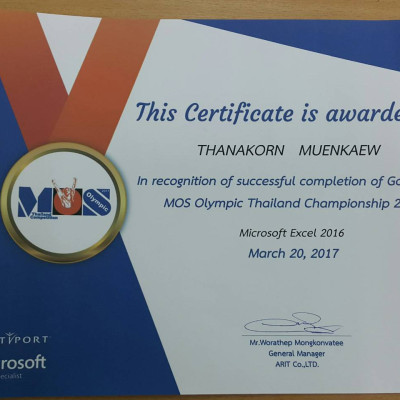 This Certificate is awarde
THANAKORN MUENKAEW
In recognition of successful completion of Go
MOS Olympic Thailand Championship 2
Microsoft Excel 2016
March 20, 2017
MOS
Olympic
Thailand
Mr.Worathep Mongkonvatee
General Manager
ARIT Co.,LTD.
TIPORT
rosoft
ecialist